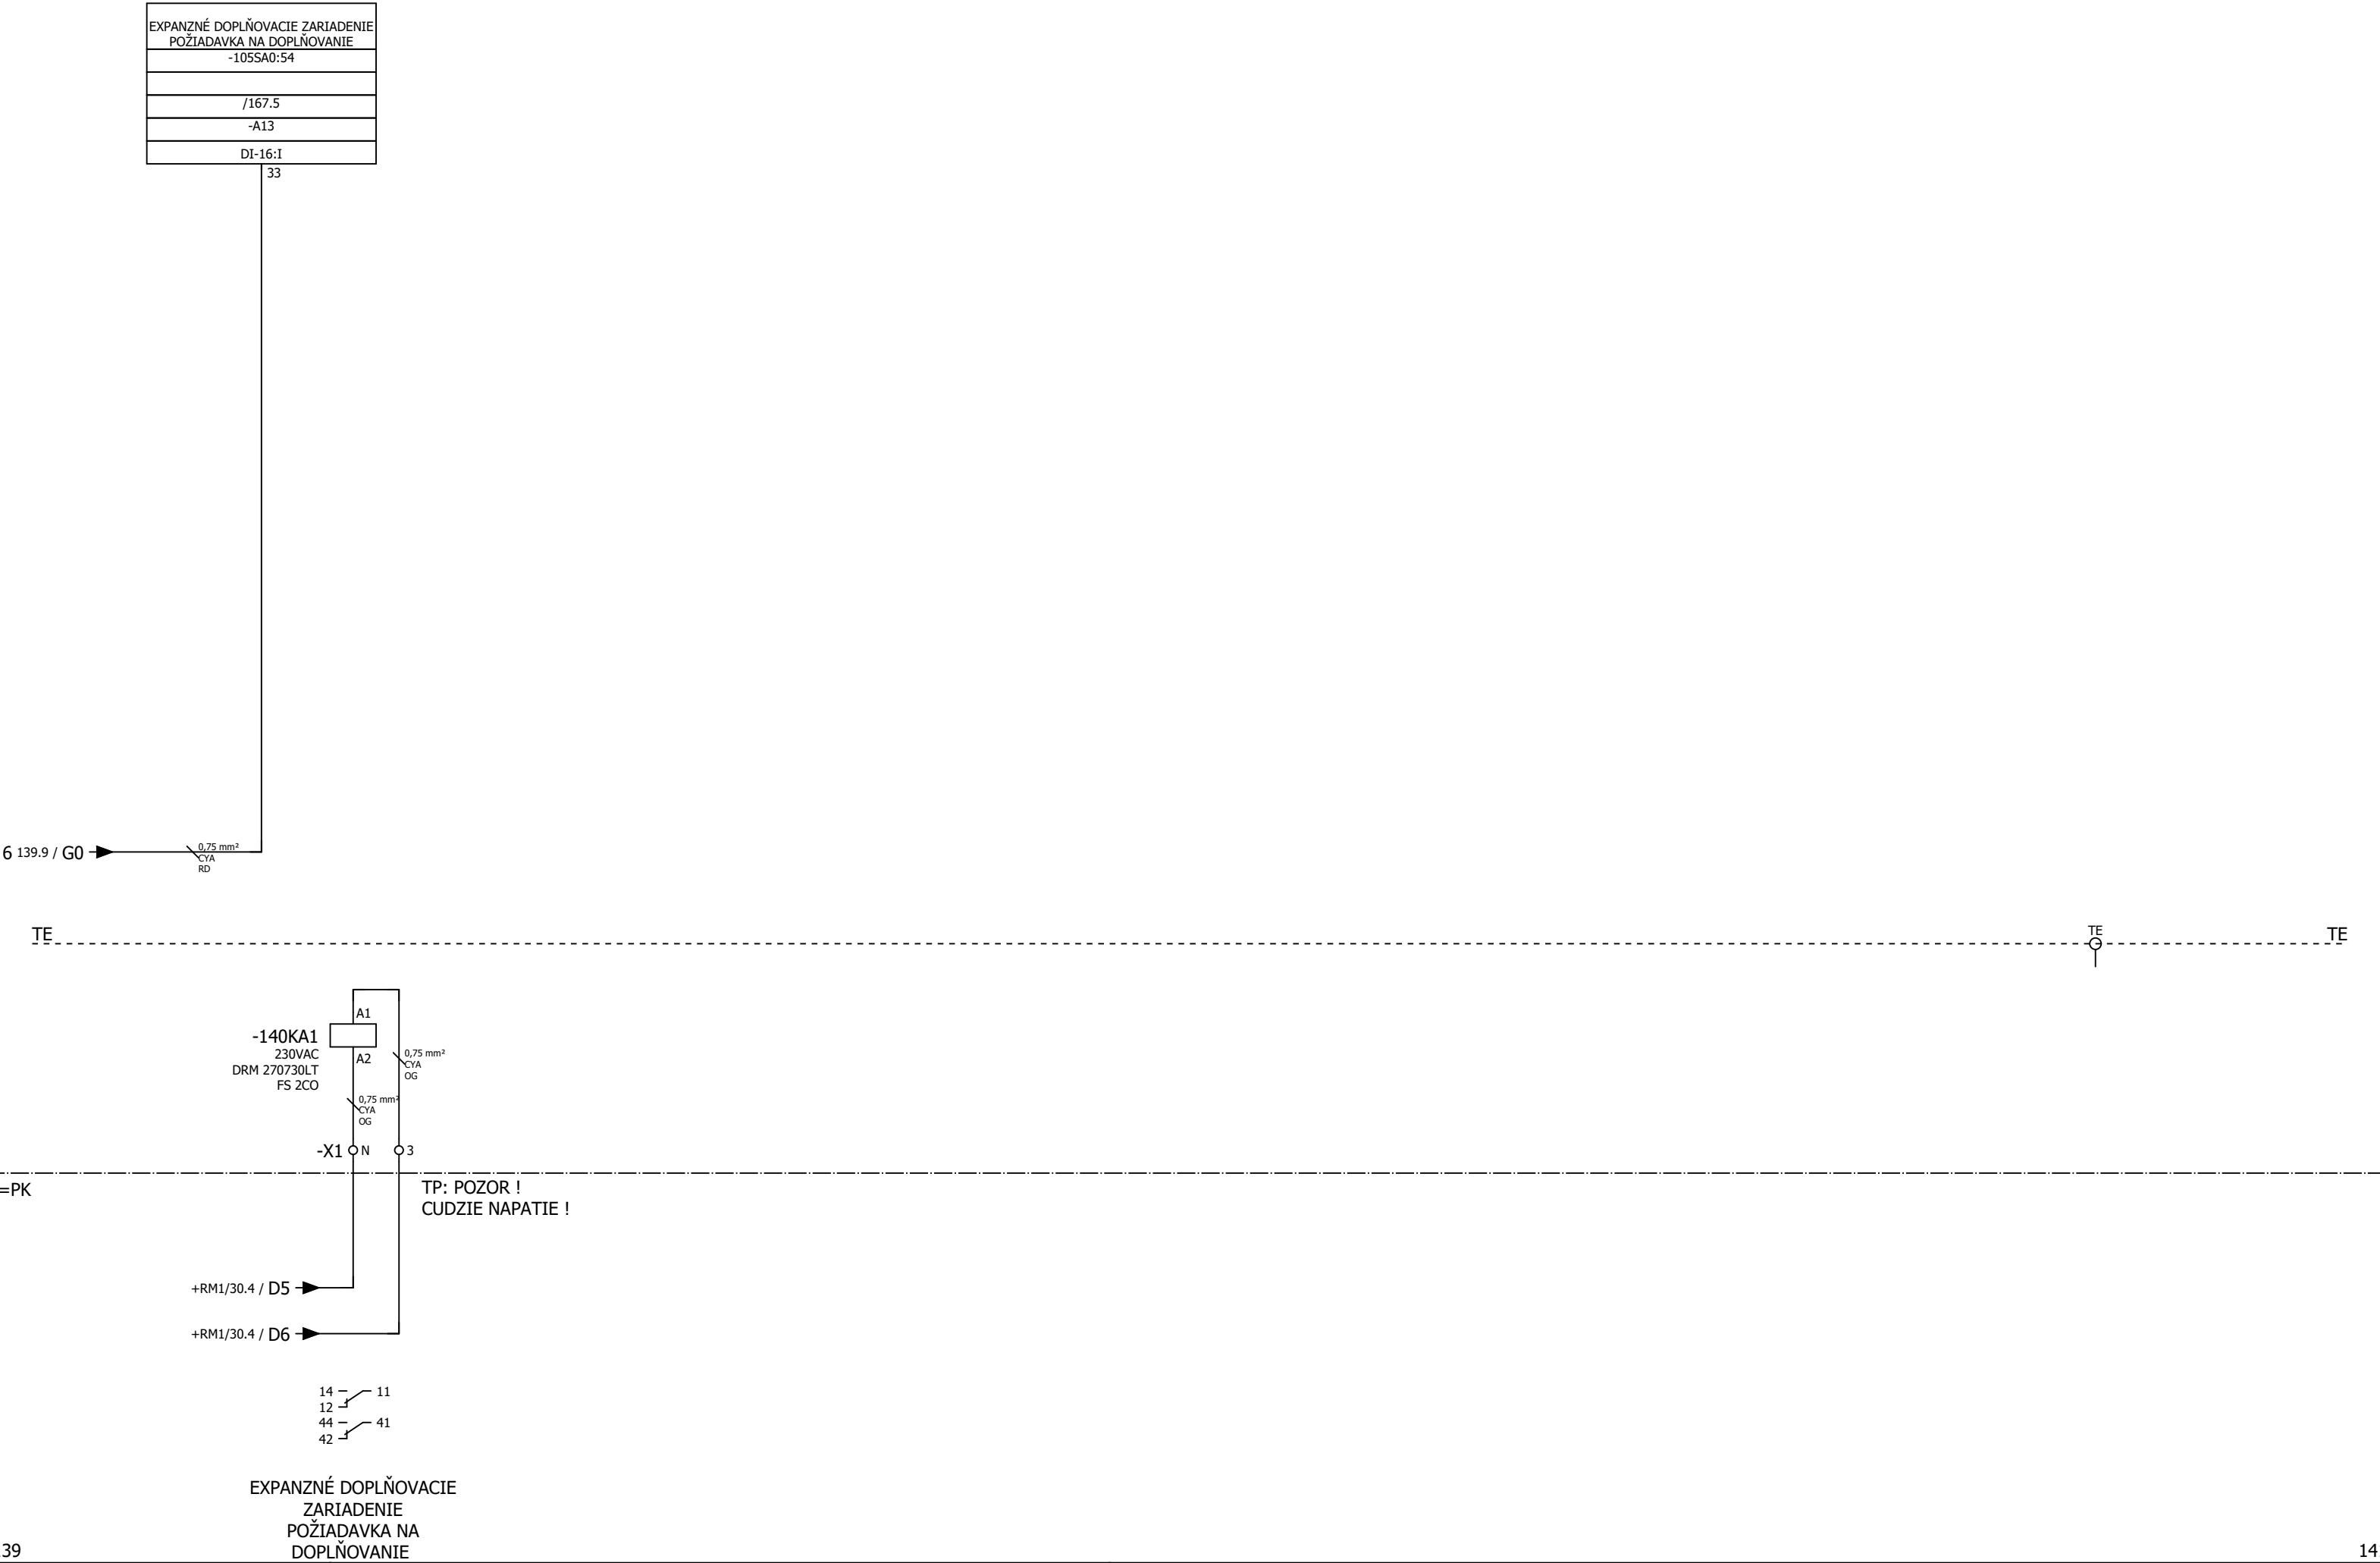 EXPANZNÉ DOPLŇOVACIE ZARIADENIE
POŽIADAVKA NA DOPLŇOVANIE
-105SA0:54
/167.5
-A13
DI-16:I
33
6 139.9 / G0
0,75 mm²
CYA
RD
TE
TE
TE
A1
-140KA1
230VAC
A2
DRM 270730LT
FS 2CO
0,75 mm²
CYA
OG
0,75 mm²
CYA
OG
-X1 N 3
=PK
TP: POZOR !
CUDZIE NAPATIE !
+RM1/30.4 / D5
+RM1/30.4 / D6
14 11
12
44 41
42
EXPANZNÉ DOPLŇOVACIE
ZARIADENIE
POŽIADAVKA NA
DOPLŇOVANIE
39
14